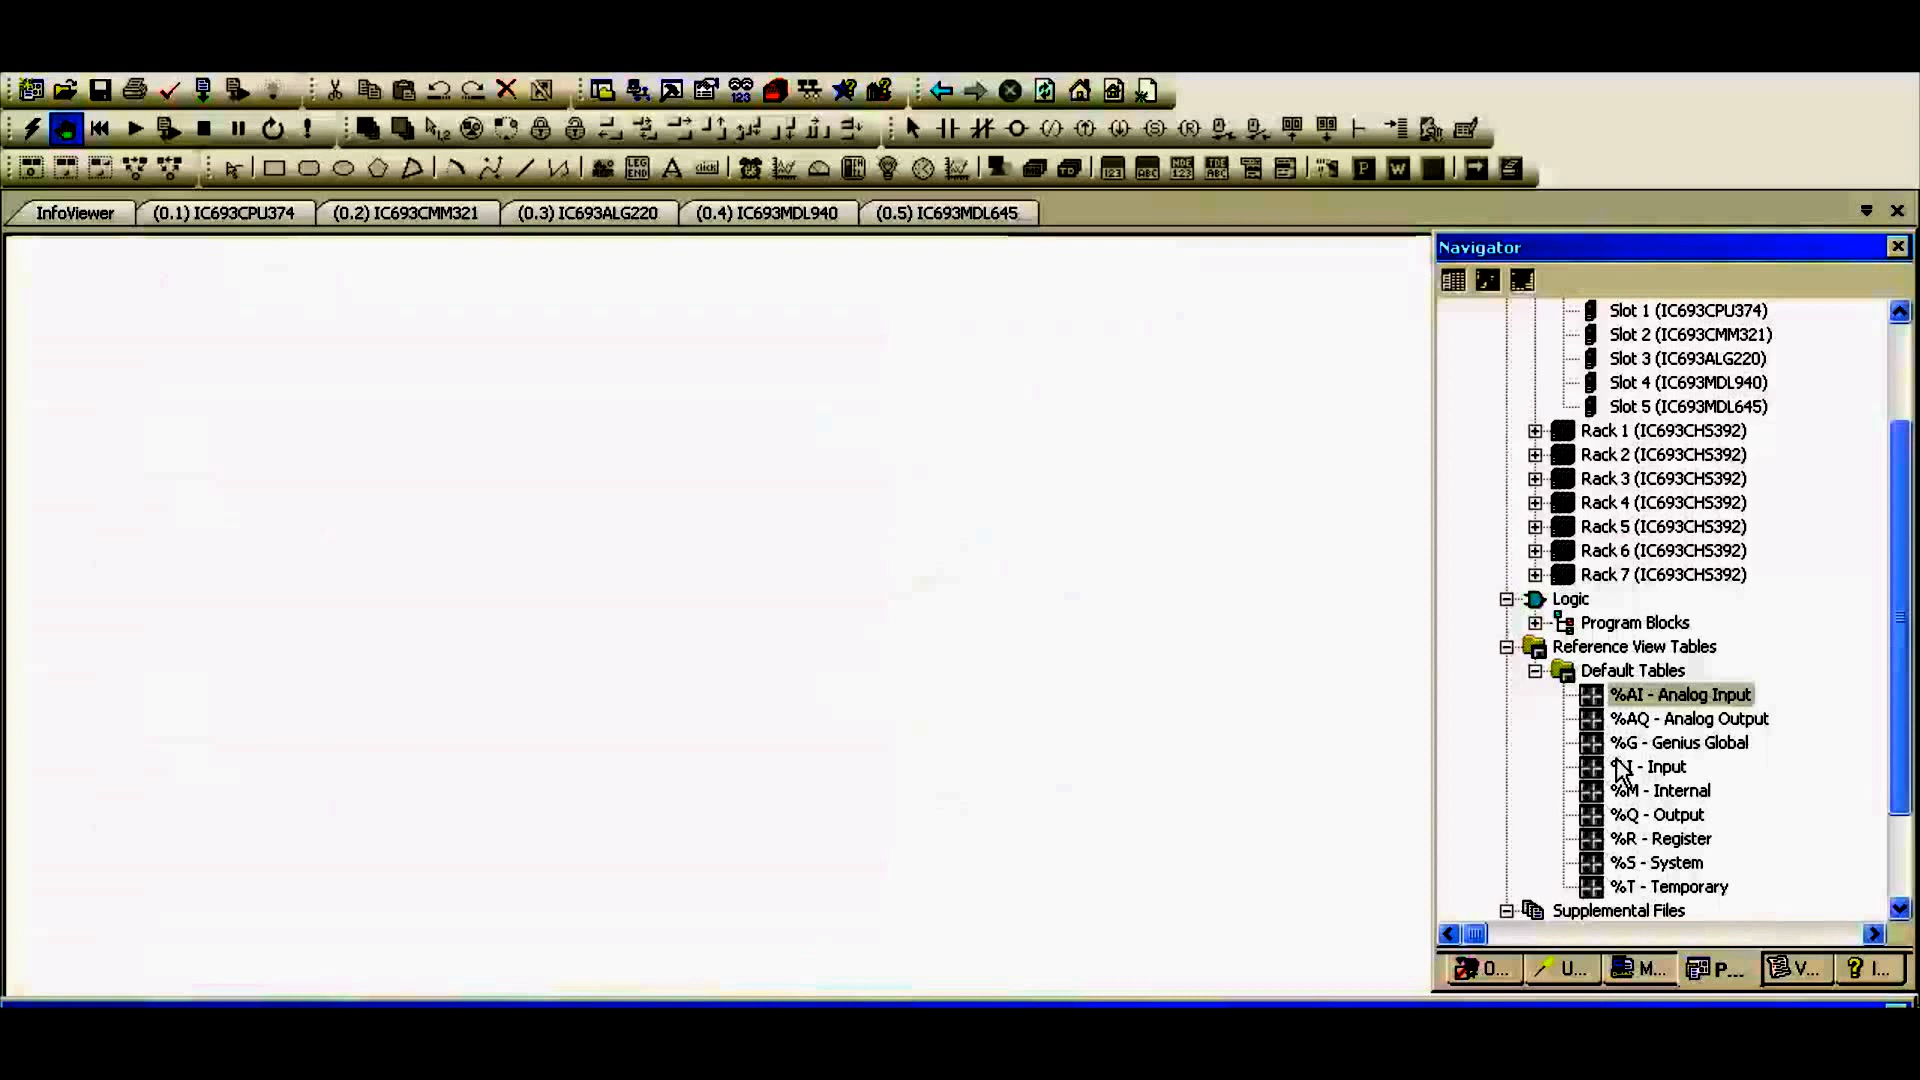 InfoViewer
(0.1) IC693CPU374
(0.2) IC693CMM321
(0.3) IC693ALG220
(0.4) IC693MDL940
(0.5) IC693MDL645
Navigator
Slot 1 (IC693CPU374)
Slot 2 (IC693CMM321)
Slot 3 (IC693ALG220)
Slot 4 (IC693MDL940)
Slot 5 (IC693MDL645)
Rack 1 (IC693CHS392)
Rack 2 (IC693CHS392)
Rack 3 (IC693CHS392)
Rack 4 (IC693CHS392)
Rack 5 (IC693CHS392)
Rack 6 (IC693CHS392)
Rack 7 (IC693CHS392)
Logic
Program Blocks
Reference View Tables
Default Tables
%AI - Analog Input
%AQ - Analog Output
%G - Genius Global
%I - Input
%M - Internal
%Q - Output
%R - Register
%S - System
%T - Temporary
Supplemental Files
O... U... M... P... V... I...